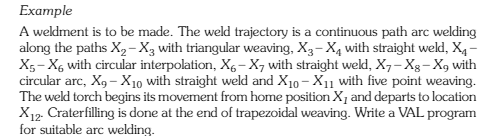 Example
A weldment is to be made. The weld trajectory is a continuous path arc welding
along the paths X2 – X3 with triangular weaving, X3 – X4 with straight weld, X4 –
X5 – X6 with circular interpolation, X6 – X7 with straight weld, X7 – X8 – X9 with
circular arc, X9 – X10 with straight weld and X10 – X11 with five point weaving.
The weld torch begins its movement from home position X1 and departs to location
X12. Craterfilling is done at the end of trapezoidal weaving. Write a VAL program
for suitable arc welding.